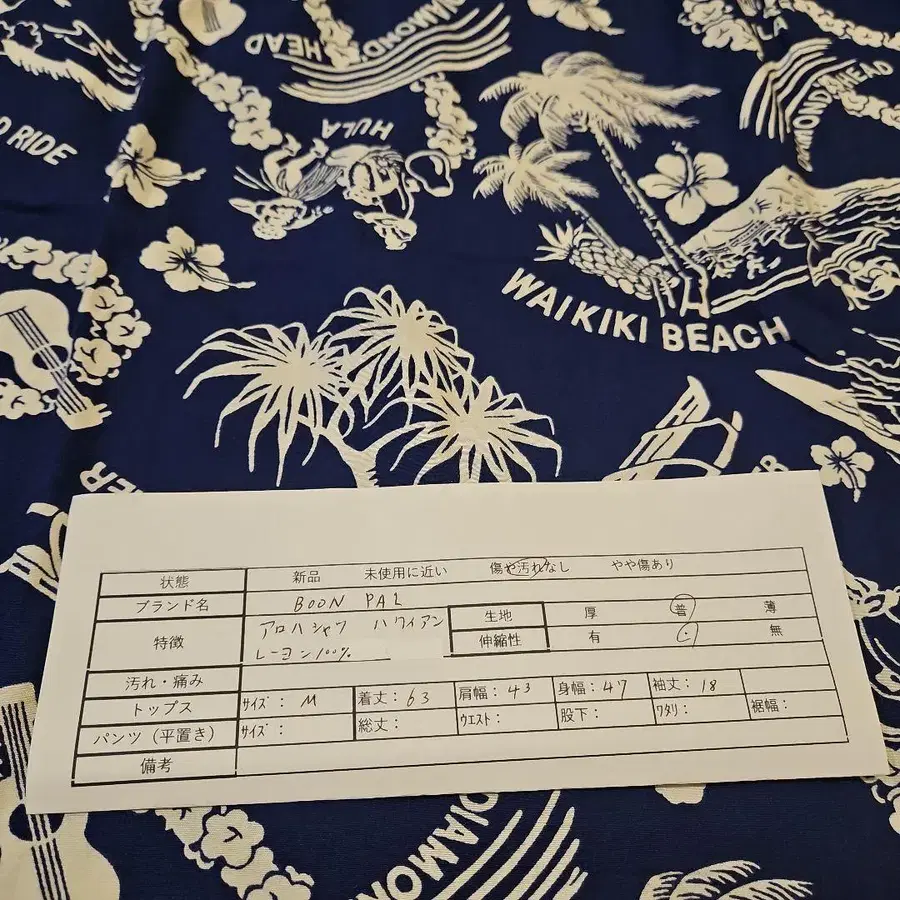 DIAMOND
HEAD
LA
DIAMOND HEAD
HULA
RIDE
WAIKIKI BEACH
ER
ER
状態 新品 未使用に近い 傷や汚れなし やや傷あり
ブランド名 BOON PAL
特徴 アロハシャツ ハワイアン
レーヨン100%
生地 厚 普 薄
伸縮性 有 ・ 無
汚れ・痛み
トップス サイズ: M 着丈: 63 肩幅: 43 身幅: 47 袖丈: 18
パンツ (平置き) サイズ: 総丈: ウエスト: 股下: ワタリ: 裾幅:
備考
DIAMON